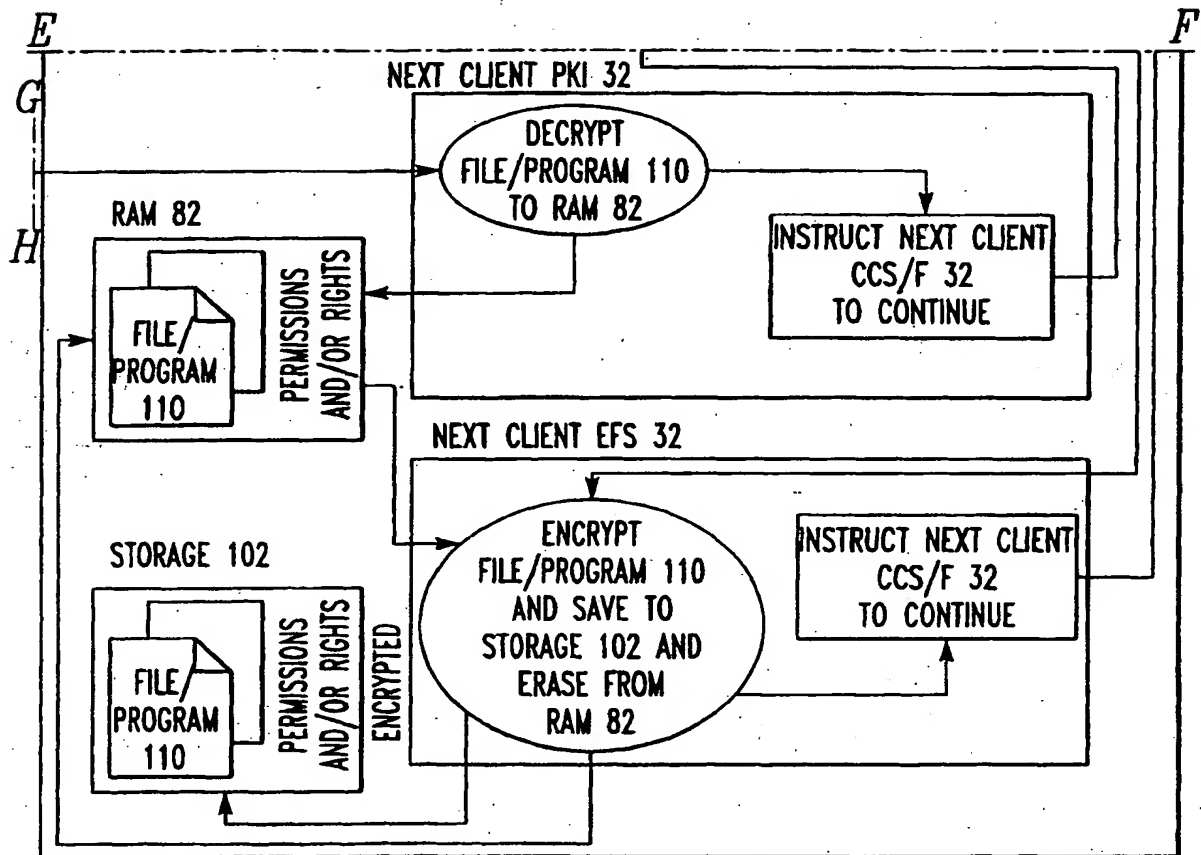 E
F
G
H
NEXT CLIENT PKI 32
DECRYPT
FILE/PROGRAM 110
TO RAM 82
INSTRUCT NEXT CLIENT
CCS/F 32
TO CONTINUE
RAM 82
FILE/
PROGRAM
110
PERMISSIONS
AND/OR RIGHTS
NEXT CLIENT EFS 32
ENCRYPT
FILE/PROGRAM 110
AND SAVE TO
STORAGE 102 AND
ERASE FROM
RAM 82
INSTRUCT NEXT CLIENT
CCS/F 32
TO CONTINUE
STORAGE 102
FILE/
PROGRAM
110
PERMISSIONS
AND/OR RIGHTS
ENCRYPTED